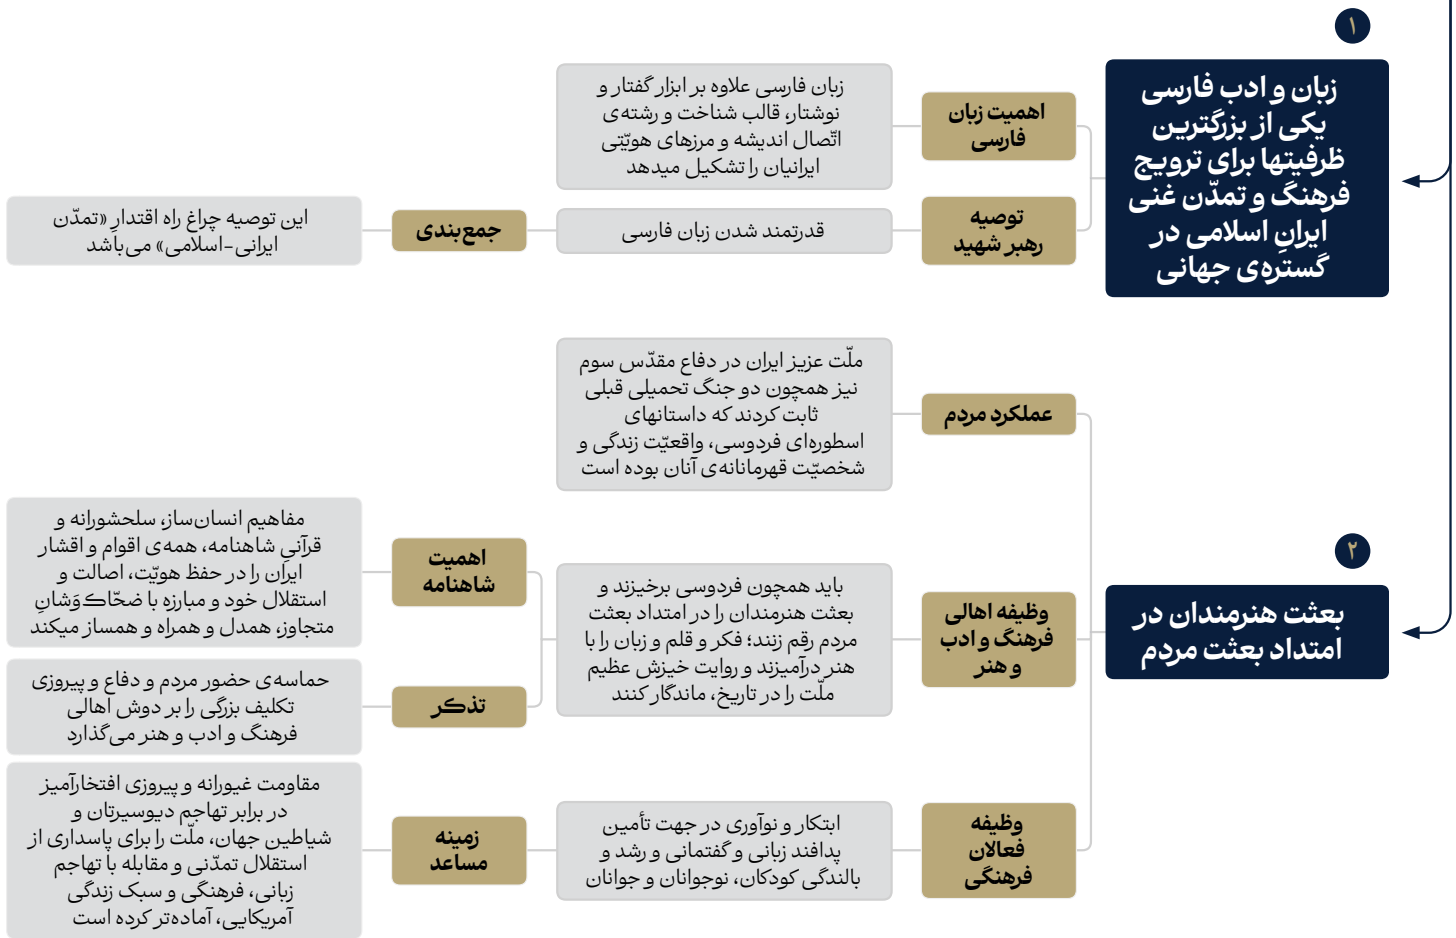 ۱
زبان و ادب فارسی
یکی از بزرگترین
ظرفیتها برای ترویج
فرهنگ و تمدّن غنی
ایرانِ اسلامی در
گستره‌ی جهانی
اهمیت زبان
فارسی
زبان فارسی علاوه بر ابزار گفتار و
نوشتار، قالب شناخت و رشته‌ی
اتّصال اندیشه و مرزهای هویّتی
ایرانیان را تشکیل میدهد
توصیه
رهبر شهید
قدرتمند شدن زبان فارسی
جمع‌بندی
این توصیه چراغ راه اقتدارِ «تمدّن
ایرانی-اسلامی» می‌باشد
۲
بعثت هنرمندان در
امتداد بعثت مردم
عملکرد مردم
ملّت عزیز ایران در دفاع مقدّس سوم
نیز همچون دو جنگ تحمیلی قبلی
ثابت کردند که داستانهای
اسطوره‌ای فردوسی، واقعیّت زندگی و
شخصیّت قهرمانانه‌ی آنان بوده است
وظیفه اهالی
فرهنگ و ادب
و هنر
باید همچون فردوسی برخیزند و
بعثت هنرمندان را در امتداد بعثت
مردم رقم زنند؛ فکر و قلم و زبان را با
هنر درآمیزند و روایت خیزش عظیم
ملّت را در تاریخ، ماندگار کنند
اهمیت
شاهنامه
مفاهیم انسان‌ساز، سلحشورانه و
قرآنیِ شاهنامه، همه‌ی اقوام و اقشار
ایران را در حفظ هویّت، اصالت و
استقلال خود و مبارزه با ضحّاک‌وَشانِ
متجاوز، همدل و همراه و همساز میکند
تذکر
حماسه‌ی حضور مردم و دفاع و پیروزی
تکلیف بزرگی را بر دوش اهالی
فرهنگ و ادب و هنر می‌گذارد
وظیفه
فعالان
فرهنگی
ابتکار و نوآوری در جهت تأمین
پدافند زبانی و گفتمانی و رشد و
بالندگی کودکان، نوجوانان و جوانان
زمینه
مساعد
مقاومت غیورانه و پیروزی افتخارآمیز
در برابر تهاجم دیوسیرتان و
شیاطین جهان، ملّت را برای پاسداری از
استقلال تمدّنی و مقابله با تهاجم
زبانی، فرهنگی و سبک زندگی
آمریکایی، آماده‌تر کرده است